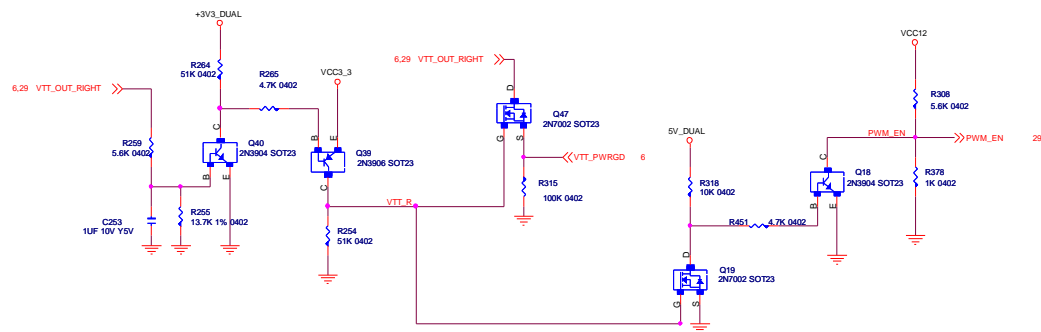 +3V3_DUAL
VCC12
R264
51K 0402
R265
4.7K 0402
VCC3_3
6,29 VTT_OUT_RIGHT
6,29 VTT_OUT_RIGHT
D
Q47
2N7002 SOT23
G
S
R308
5.6K 0402
5V_DUAL
PWM_EN
PWM_EN 29
R259
5.6K 0402
C
Q40
2N3904 SOT23
B
E
B
E
Q39
2N3906 SOT23
C
VTT_PWRGD 6
R315
100K 0402
R318
10K 0402
C
Q18
2N3904 SOT23
B
E
R378
1K 0402
C253
1UF 10V Y5V
R255
13.7K 1% 0402
VTT_R
R254
51K 0402
R451 4.7K 0402
D
Q19
2N7002 SOT23
G
S